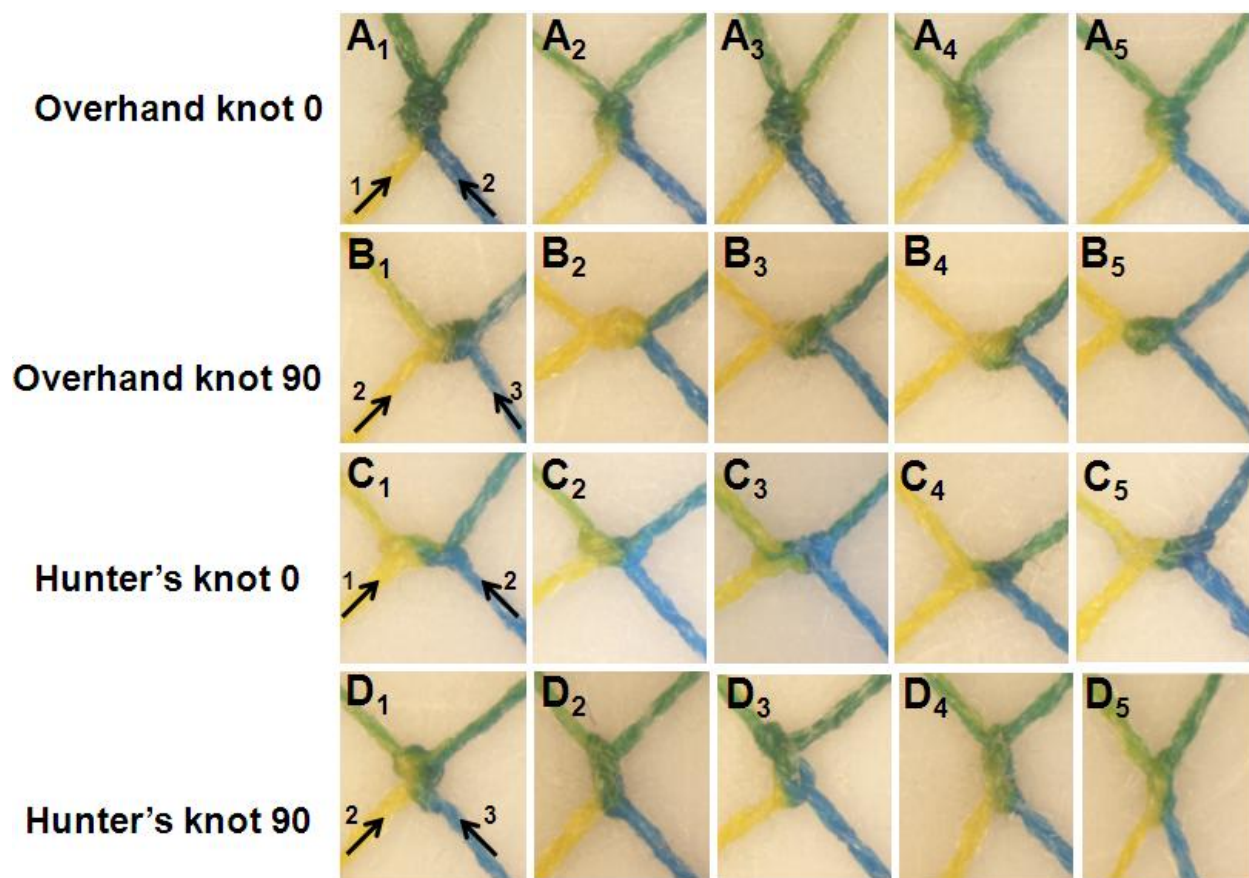 A1 A2 A3 A4 A5
Overhand knot 0
1 2
B1 B2 B3 B4 B5
Overhand knot 90
2 3
C1 C2 C3 C4 C5
Hunter's knot 0
1 2
D1 D2 D3 D4 D5
Hunter's knot 90
2 3